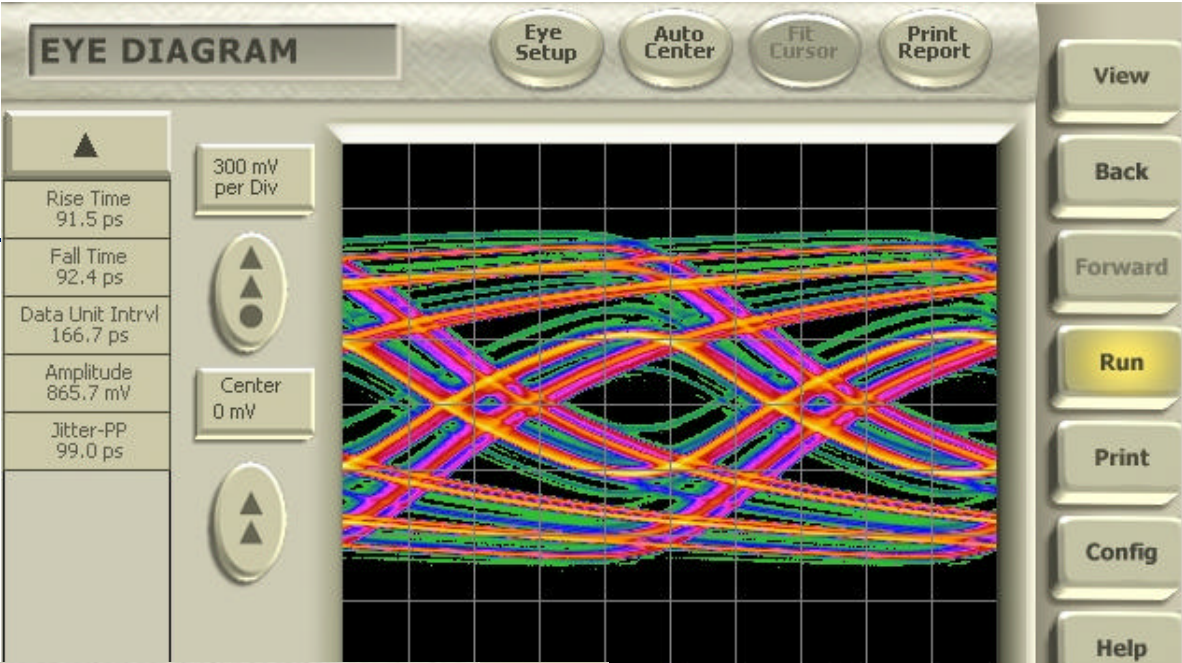 EYE DIAGRAM
Eye
Setup
Auto
Center
Fit
Cursor
Print
Report
View
Back
Forward
Run
Print
Config
Help
Rise Time
91.5 ps
Fall Time
92.4 ps
Data Unit Intrvl
166.7 ps
Amplitude
865.7 mV
Jitter-PP
99.0 ps
300 mV
per Div
Center
0 mV